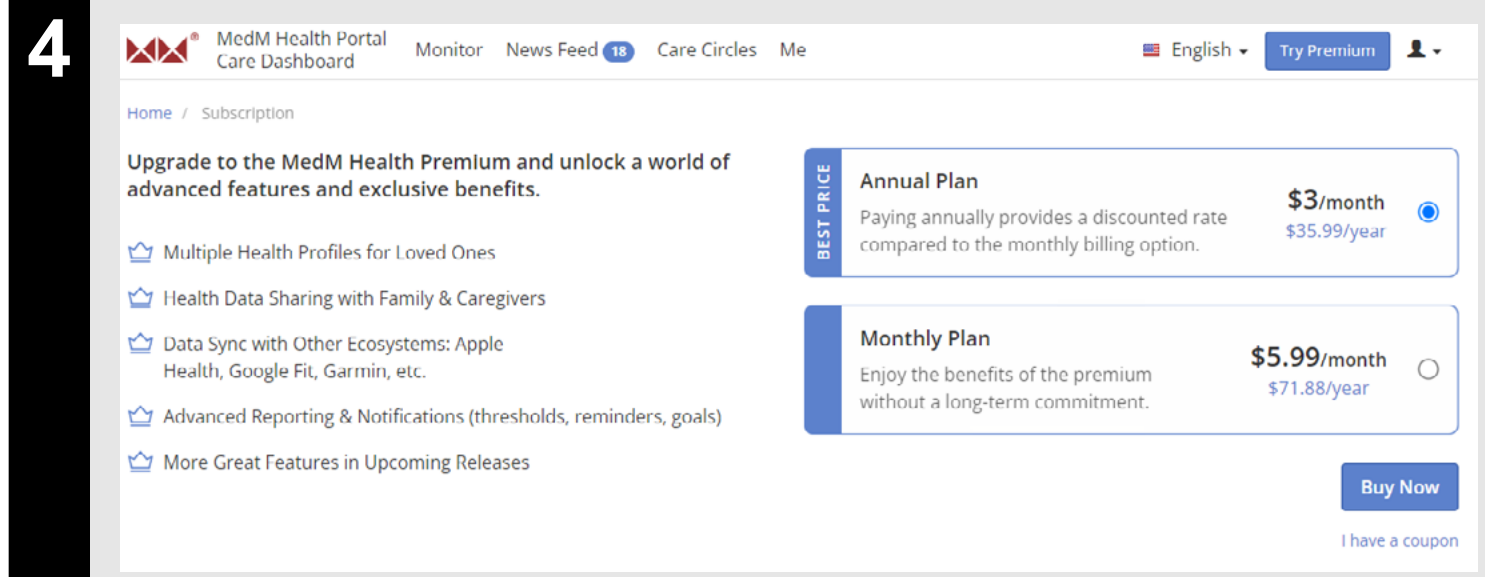 4
MedM Health Portal
Care Dashboard
Monitor News Feed 18 Care Circles Me
English
Try Premium
Home / Subscription
Upgrade to the MedM Health Premium and unlock a world of
advanced features and exclusive benefits.
Multiple Health Profiles for Loved Ones
Health Data Sharing with Family & Caregivers
Data Sync with Other Ecosystems: Apple
Health, Google Fit, Garmin, etc.
Advanced Reporting & Notifications (thresholds, reminders, goals)
More Great Features in Upcoming Releases
BEST PRICE
Annual Plan
Paying annually provides a discounted rate
compared to the monthly billing option.
$3/month
$35.99/year
Monthly Plan
Enjoy the benefits of the premium
without a long-term commitment.
$5.99/month
$71.88/year
Buy Now
I have a coupon